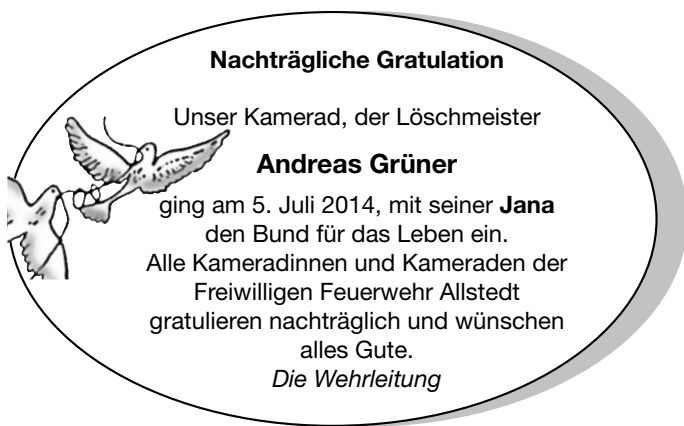 Nachträgliche Gratulation
Unser Kamerad, der Löschmeister
Andreas Grüner
ging am 5. Juli 2014, mit seiner Jana
den Bund für das Leben ein.
Alle Kameradinnen und Kameraden der
Freiwilligen Feuerwehr Allstedt
gratulieren nachträglich und wünschen
alles Gute.
Die Wehrleitung